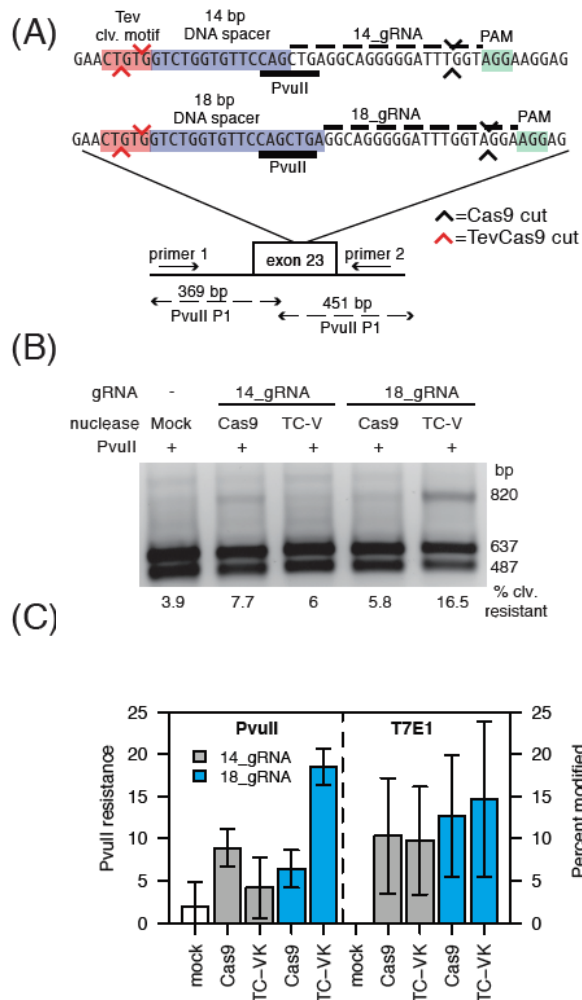 (A)
Tev
clv. motif
14 bp
DNA spacer
14_gRNA
PAM
GAACTGTGGTCTGGTGTTCCAGCTGAGGCAGGGGGATTTGGTAGGAAGGAG
PvuII
18 bp
DNA spacer
18_gRNA
PAM
GAACTGTGGTCTGGTGTTCCAGCTGAGGCAGGGGGATTTGGTAGGAAGGAG
PvuII
=Cas9 cut
=TevCas9 cut
primer 1
exon 23
primer 2
369 bp
PvuII P1
451 bp
PvuII P1
(B)
gRNA - 14_gRNA 18_gRNA
nuclease Mock Cas9 TC-V Cas9 TC-V
PvuII + + + + +
bp
820
637
487
3.9 7.7 6 5.8 16.5 % clv.
resistant
(C)
PvuII T7E1
14_gRNA
18_gRNA
PvuII resistance
25
20
15
10
5
0
25
20
15
10
5
0
Percent modified
mock Cas9 TC-VK Cas9 TC-VK mock Cas9 TC-VK Cas9 TC-VK